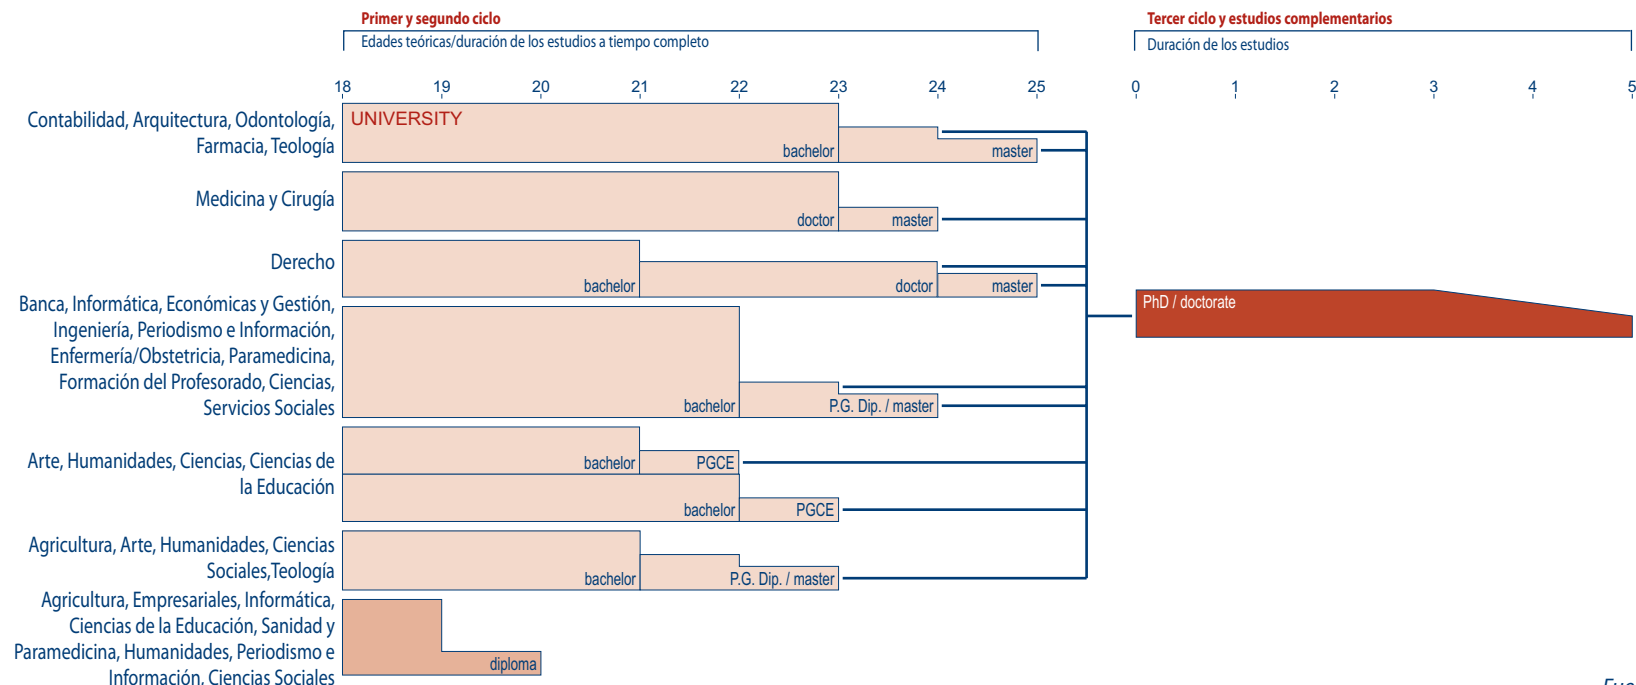 Primer y segundo ciclo
Tercer ciclo y estudios complementarios
Edades teóricas/duración de los estudios a tiempo completo
Duración de los estudios
18 19 20 21 22 23 24 25 0 1 2 3 4 5
Contabilidad, Arquitectura, Odontología,
Farmacia, Teología
UNIVERSITY
bachelor
master
Medicina y Cirugía
doctor
master
Derecho
bachelor
doctor
master
Banca, Informática, Económicas y Gestión,
Ingeniería, Periodismo e Información,
Enfermería/Obstetricia, Paramedicina,
Formación del Profesorado, Ciencias,
Servicios Sociales
bachelor
P.G. Dip. / master
PhD / doctorate
Arte, Humanidades, Ciencias, Ciencias de
la Educación
bachelor
PGCE
bachelor
PGCE
Agricultura, Arte, Humanidades, Ciencias
Sociales,Teología
bachelor
P.G. Dip. / master
Agricultura, Empresariales, Informática,
Ciencias de la Educación, Sanidad y
Paramedicina, Humanidades, Periodismo e
Información, Ciencias Sociales
diploma